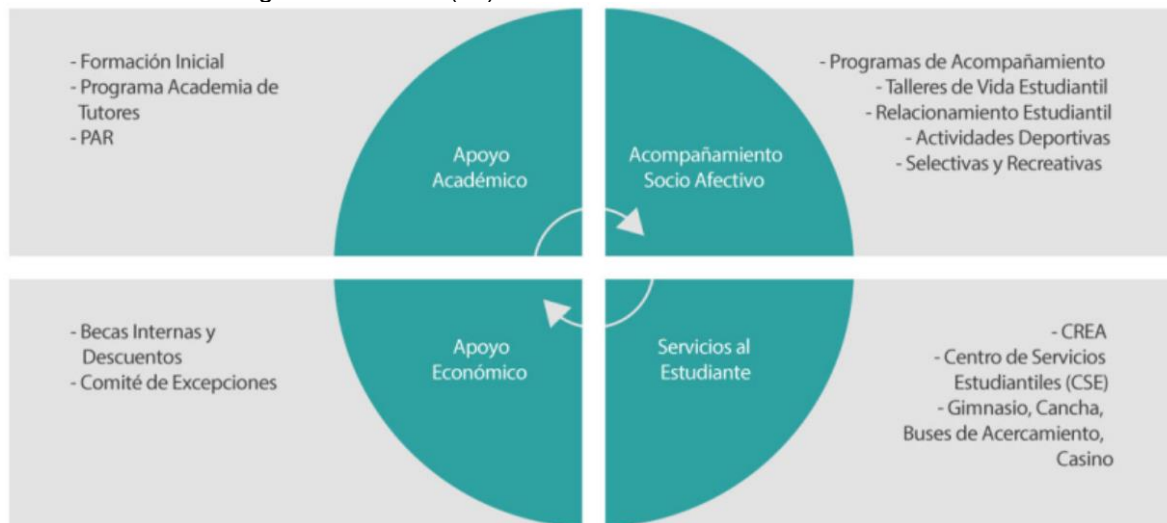 - Formación Inicial
- Programa Academia de
Tutores
- PAR
Apoyo
Académico
Acompañamiento
Socio Afectivo
- Programas de Acompañamiento
- Talleres de Vida Estudiantil
- Relacionamiento Estudiantil
- Actividades Deportivas
- Selectivas y Recreativas
- Becas Internas y
Descuentos
- Comité de Excepciones
Apoyo
Económico
Servicios al
Estudiante
- CREA
- Centro de Servicios
Estudiantiles (CSE)
- Gimnasio, Cancha,
Buses de Acercamiento,
Casino